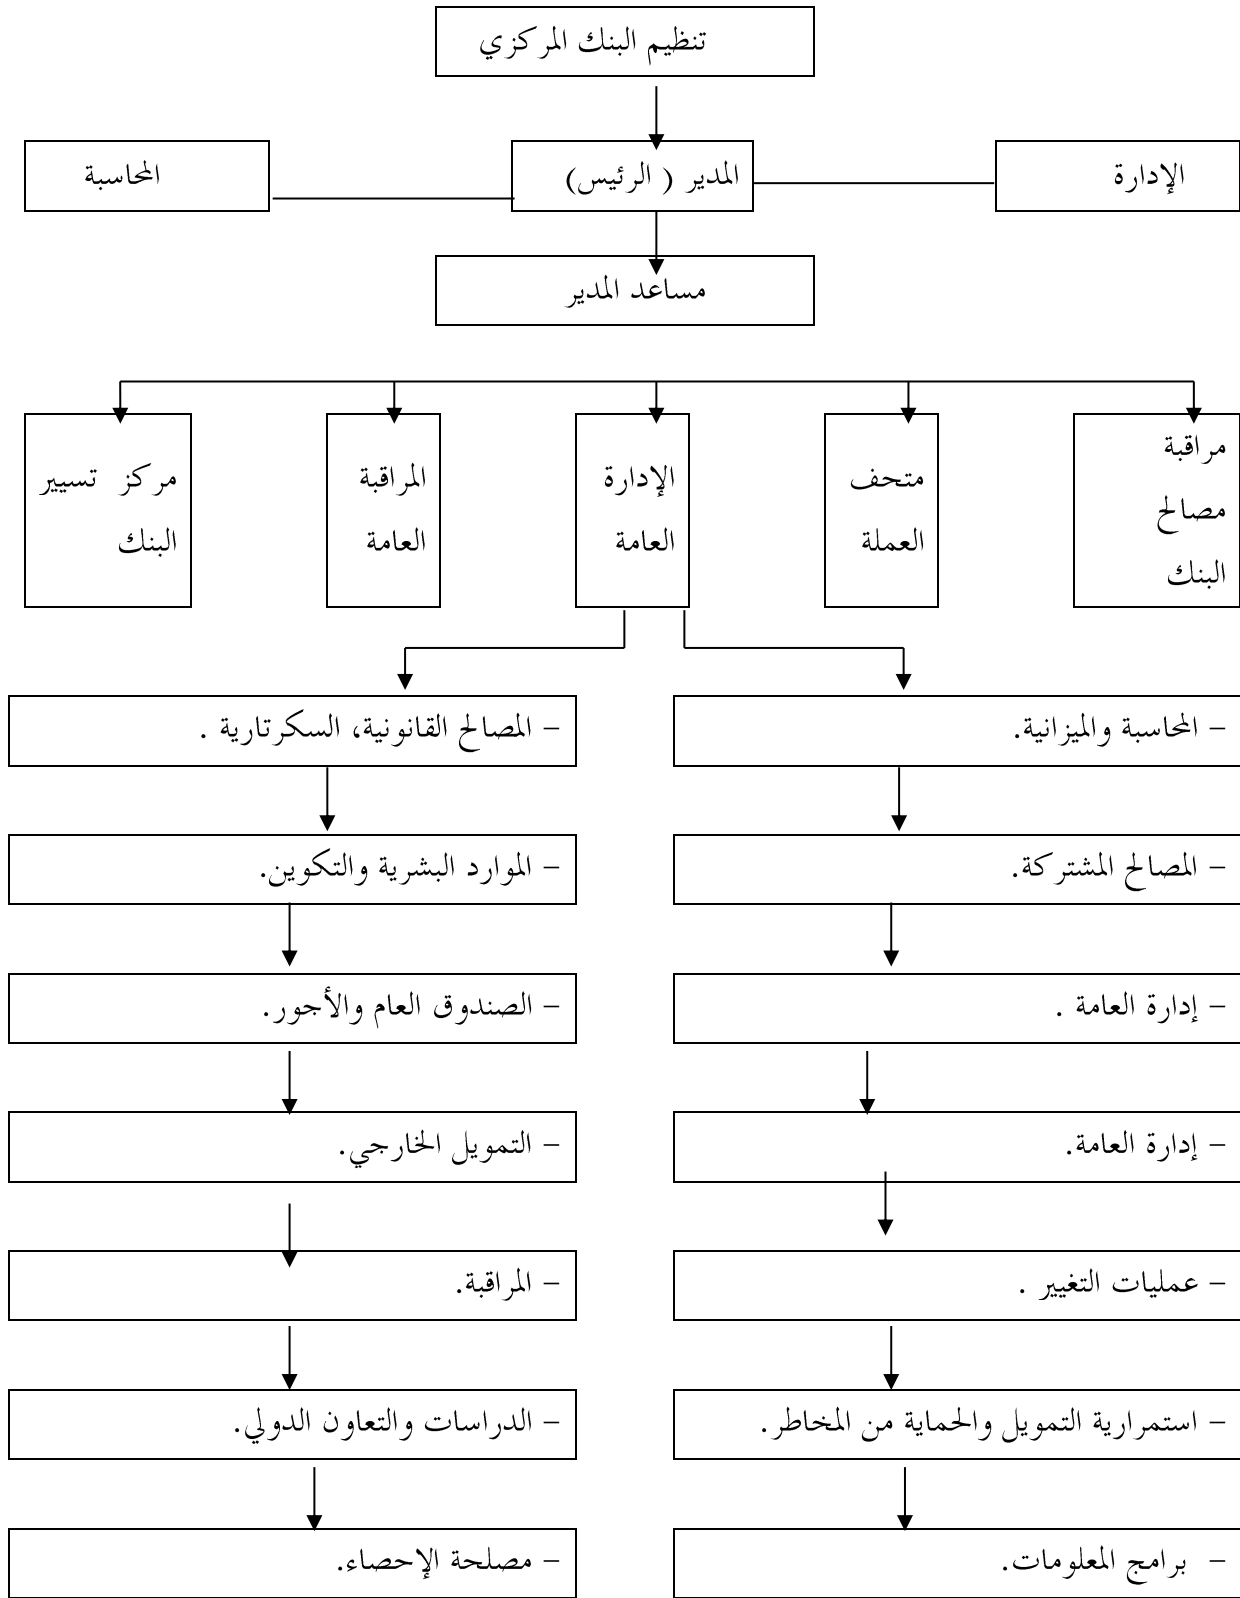 تنظيم البنك المركزي
الإدارة
المدير ( الرئيس)
المحاسبة
مساعد المدير
مراقبة
مصالح
البنك
متحف
العملة
الإدارة
العامة
المراقبة
العامة
مركز تسيير
البنك
– المحاسبة والميزانية.
– المصالح القانونية، السكرتارية .
– المصالح المشتركة.
– الموارد البشرية والتكوين.
– إدارة العامة .
– الصندوق العام والأجور.
– إدارة العامة.
– التمويل الخارجي.
– عمليات التغيير .
– المراقبة.
– استمرارية التمويل والحماية من المخاطر.
– الدراسات والتعاون الدولي.
– برامج المعلومات.
– مصلحة الإحصاء.